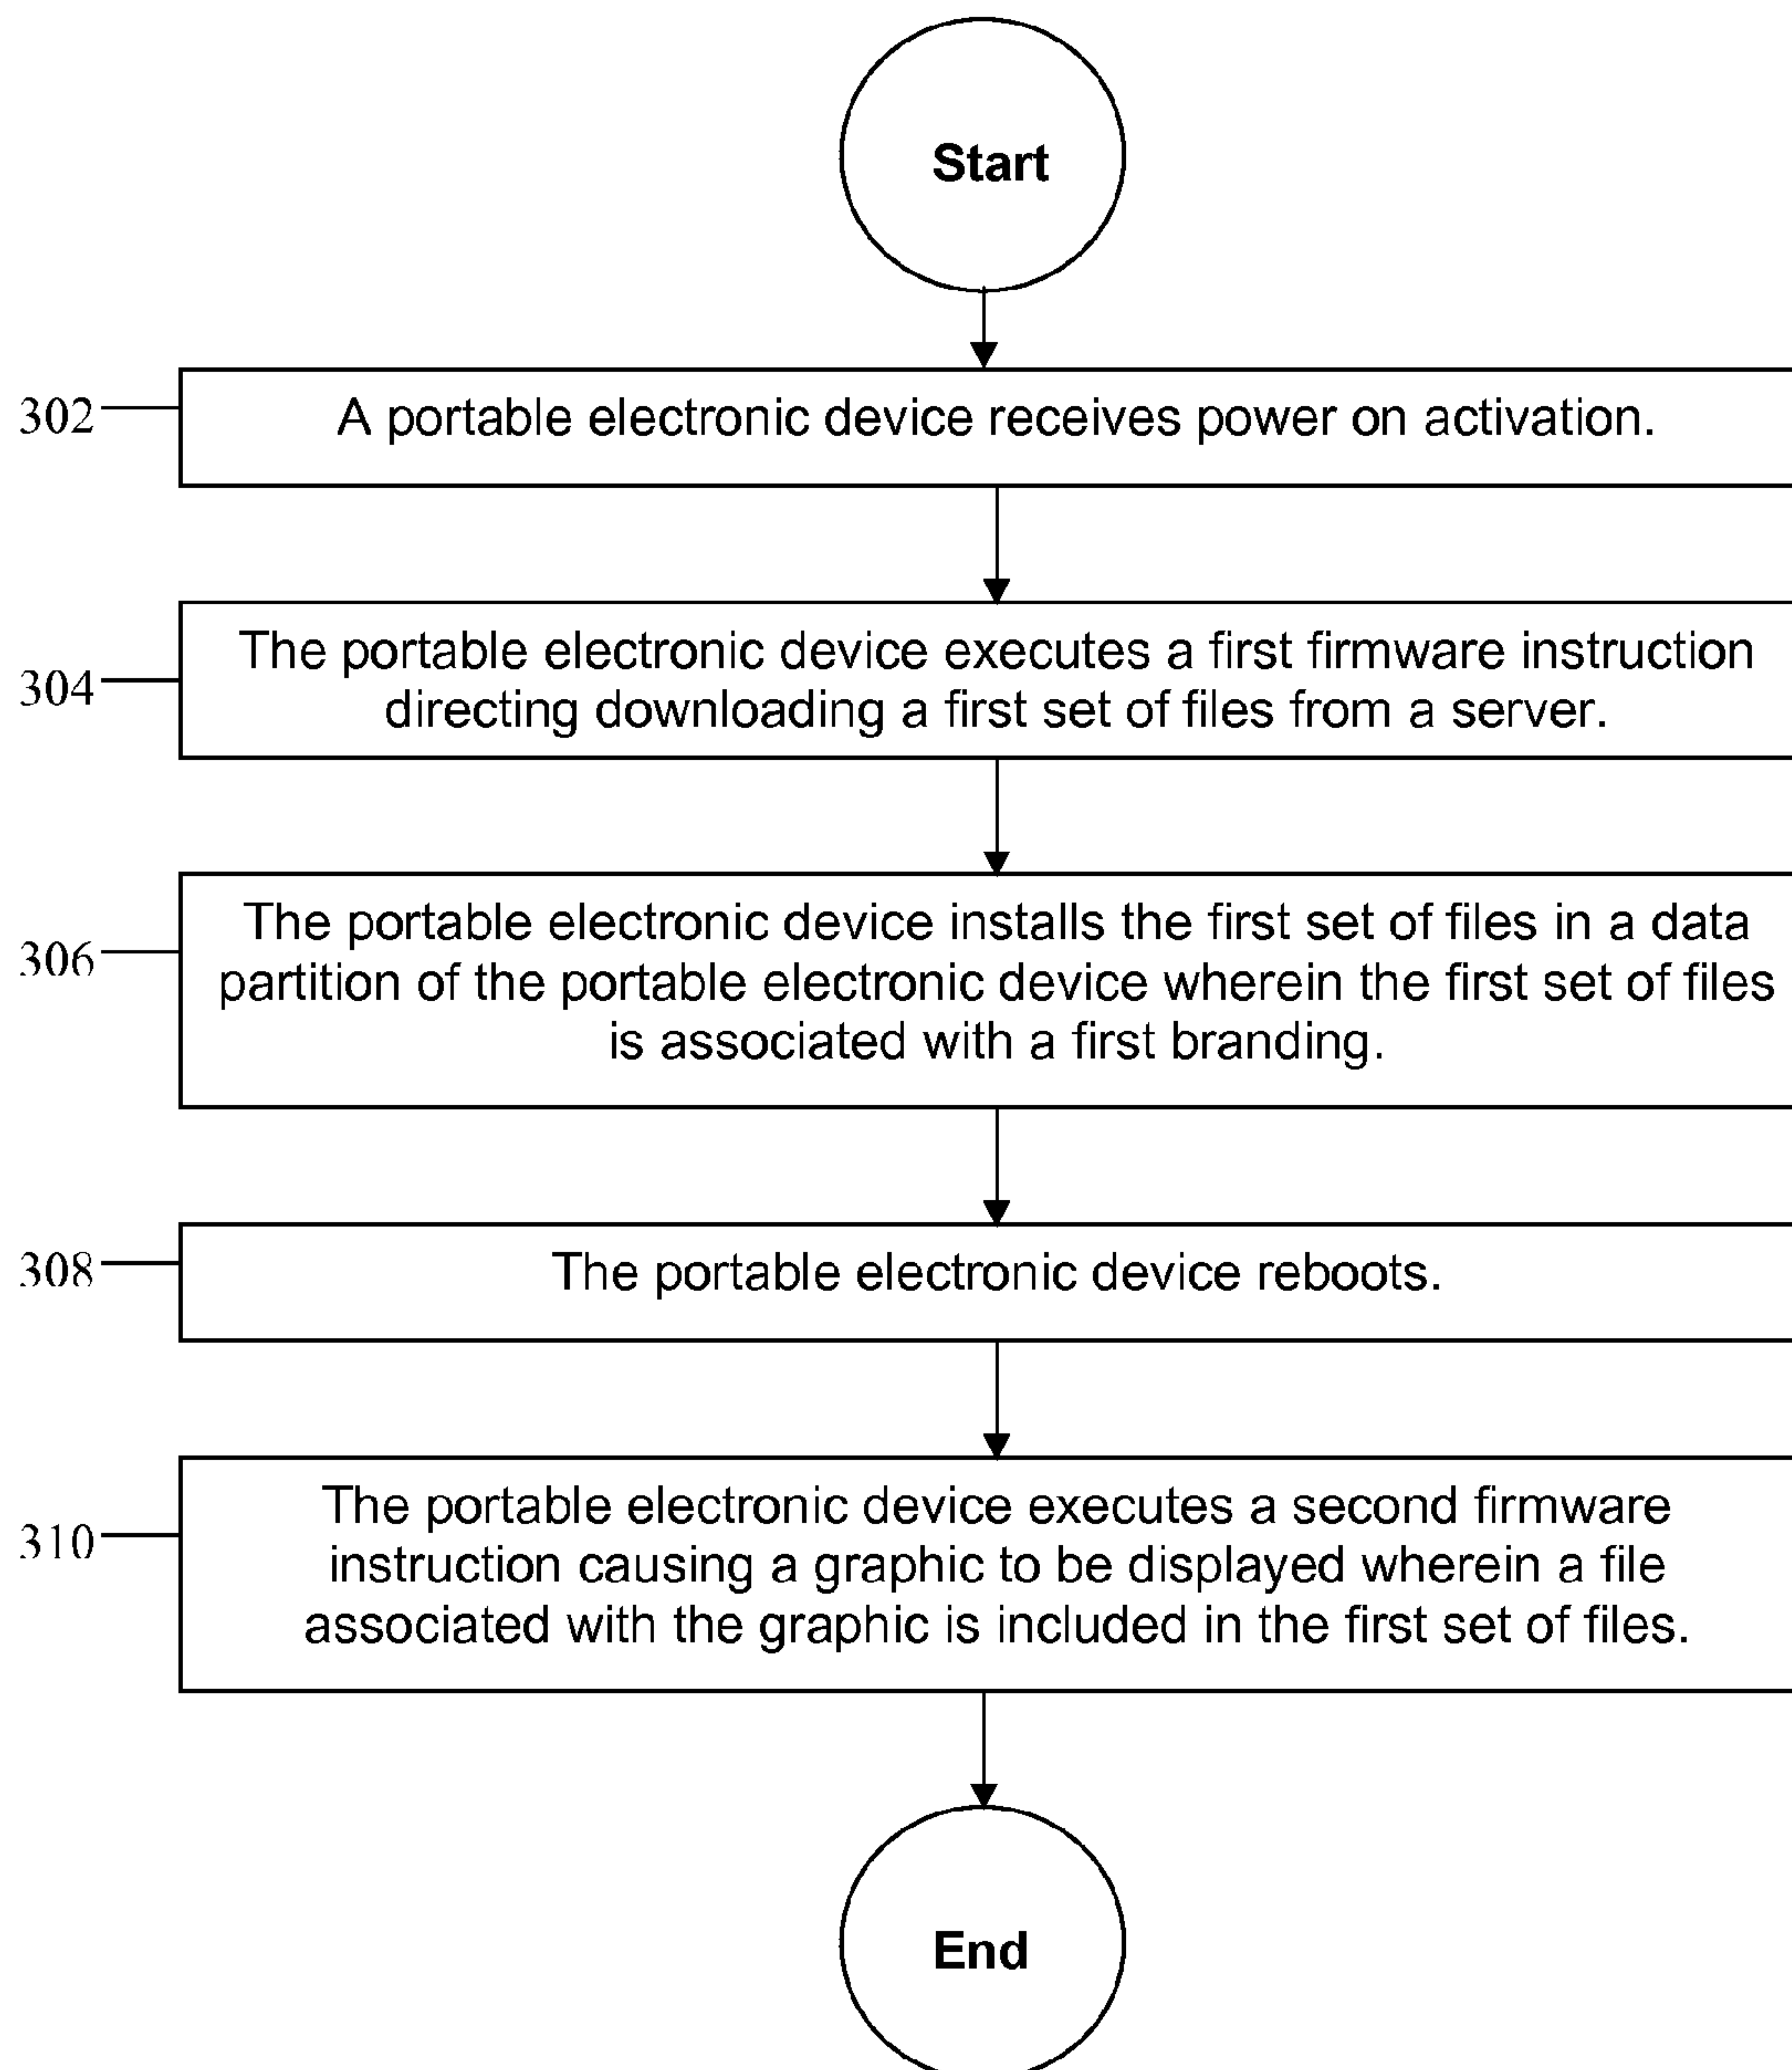 Start
302
A portable electronic device receives power on activation.
304
The portable electronic device executes a first firmware instruction
directing downloading a first set of files from a server.
306
The portable electronic device installs the first set of files in a data
partition of the portable electronic device wherein the first set of files
is associated with a first branding.
308
The portable electronic device reboots.
310
The portable electronic device executes a second firmware
instruction causing a graphic to be displayed wherein a file
associated with the graphic is included in the first set of files.
End